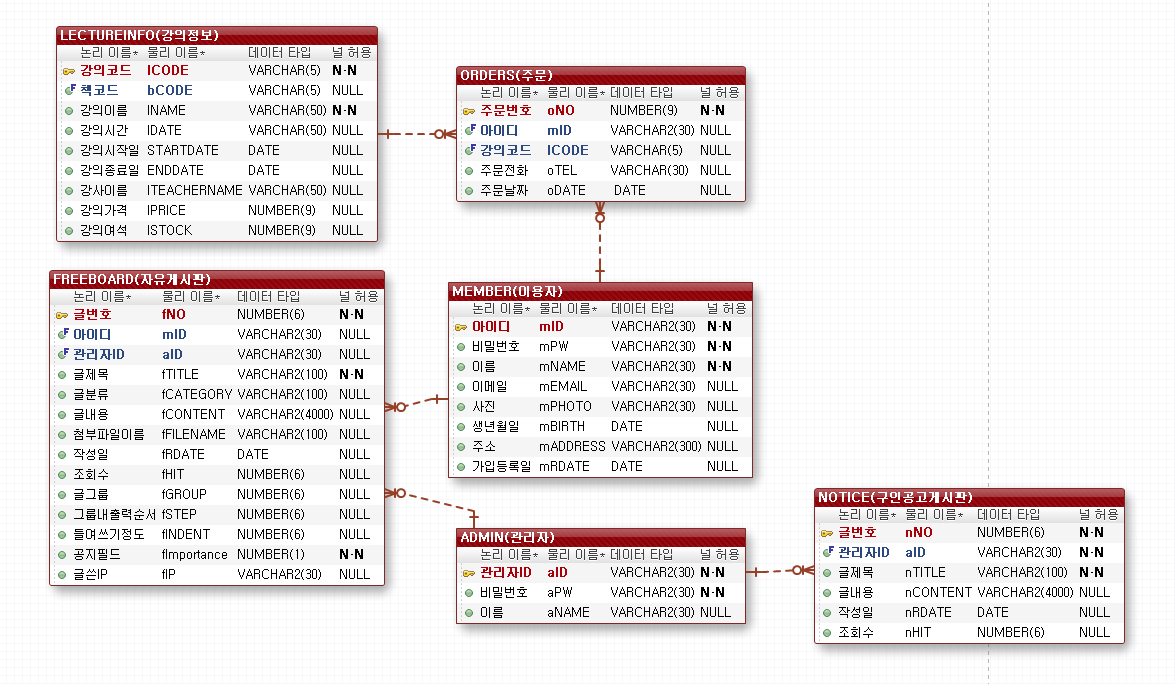 LECTUREINFO(강의정보)
논리 이름* 물리 이름* 데이터 타입 널 허용
강의코드 lCODE VARCHAR(5) N-N
책코드 bCODE VARCHAR(5) NULL
강의이름 lNAME VARCHAR(50) N-N
강의시간 lDATE VARCHAR(50) NULL
강의시작일 STARTDATE DATE NULL
강의종료일 ENDDATE DATE NULL
강사이름 lTEACHERNAME VARCHAR(50) NULL
강의가격 lPRICE NUMBER(9) NULL
강의여석 lSTOCK NUMBER(9) NULL
ORDERS(주문)
논리 이름* 물리 이름* 데이터 타입 널 허용
주문번호 oNO NUMBER(9) N-N
아이디 mID VARCHAR2(30) NULL
강의코드 lCODE VARCHAR(5) NULL
주문전화 oTEL VARCHAR(30) NULL
주문날짜 oDATE DATE NULL
FREEBOARD(자유게시판)
논리 이름* 물리 이름* 데이터 타입 널 허용
글번호 fNO NUMBER(6) N-N
아이디 mID VARCHAR2(30) NULL
관리자ID aID VARCHAR2(30) NULL
글제목 fTITLE VARCHAR2(100) N-N
글분류 fCATEGORY VARCHAR2(100) NULL
글내용 fCONTENT VARCHAR2(4000) NULL
첨부파일이름 fFILENAME VARCHAR2(100) NULL
작성일 fRDATE DATE NULL
조회수 fHIT NUMBER(6) NULL
글그룹 fGROUP NUMBER(6) NULL
그룹내출력순서 fSTEP NUMBER(6) NULL
들여쓰기정도 fINDENT NUMBER(6) NULL
공지필드 fImportance NUMBER(1) N-N
글쓴IP fIP VARCHAR2(30) NULL
MEMBER(이용자)
논리 이름* 물리 이름* 데이터 타입 널 허용
아이디 mID VARCHAR2(30) N-N
비밀번호 mPW VARCHAR2(30) N-N
이름 mNAME VARCHAR2(30) N-N
이메일 mEMAIL VARCHAR2(30) NULL
사진 mPHOTO VARCHAR2(30) NULL
생년월일 mBIRTH DATE NULL
주소 mADDRESS VARCHAR2(300) NULL
가입등록일 mRDATE DATE NULL
ADMIN(관리자)
논리 이름* 물리 이름* 데이터 타입 널 허용
관리자ID aID VARCHAR2(30) N-N
비밀번호 aPW VARCHAR2(30) N-N
이름 aNAME VARCHAR2(30) NULL
NOTICE(구인공고게시판)
논리 이름* 물리 이름* 데이터 타입 널 허용
글번호 nNO NUMBER(6) N-N
관리자ID aID VARCHAR2(30) N-N
글제목 nTITLE VARCHAR2(100) N-N
글내용 nCONTENT VARCHAR2(4000) NULL
작성일 nRDATE DATE NULL
조회수 nHIT NUMBER(6) NULL